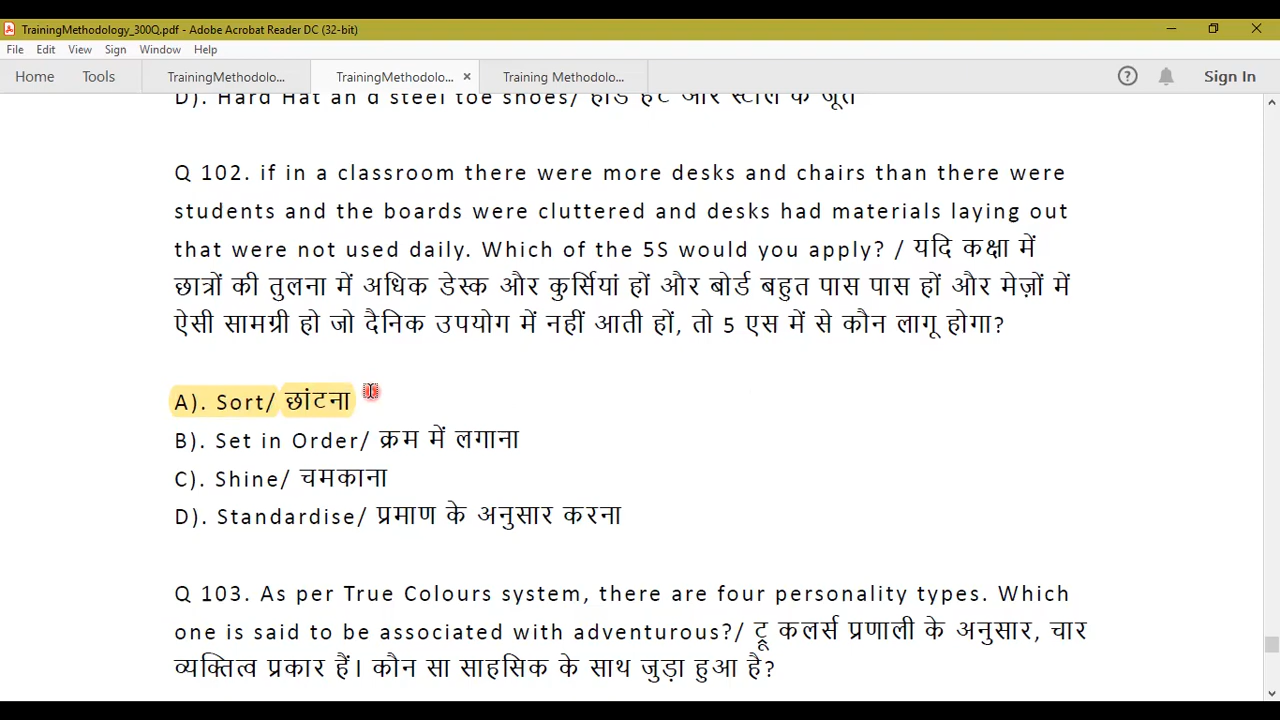 TrainingMethodology_300Q.pdf - Adobe Acrobat Reader DC (32-bit)
File Edit View Sign Window Help
Home Tools TrainingMethodolo... TrainingMethodolo... × Training Methodolo... ? Sign In
D). Hard Hat an d steel toe shoes/ हार्ड हैट और स्टील के जूते
Q 102. if in a classroom there were more desks and chairs than there were
students and the boards were cluttered and desks had materials laying out
that were not used daily. Which of the 5S would you apply? / यदि कक्षा में
छात्रों की तुलना में अधिक डेस्क और कुर्सियां हों और बोर्ड बहुत पास पास हों और मेज़ों में
ऐसी सामग्री हो जो दैनिक उपयोग में नहीं आती हों, तो 5 एस में से कौन लागू होगा?
A). Sort/ छांटना
B). Set in Order/ क्रम में लगाना
C). Shine/ चमकाना
D). Standardise/ प्रमाण के अनुसार करना
Q 103. As per True Colours system, there are four personality types. Which
one is said to be associated with adventurous?/ ट्रू कलर्स प्रणाली के अनुसार, चार
व्यक्तित्व प्रकार हैं। कौन सा साहसिक के साथ जुड़ा हुआ है?